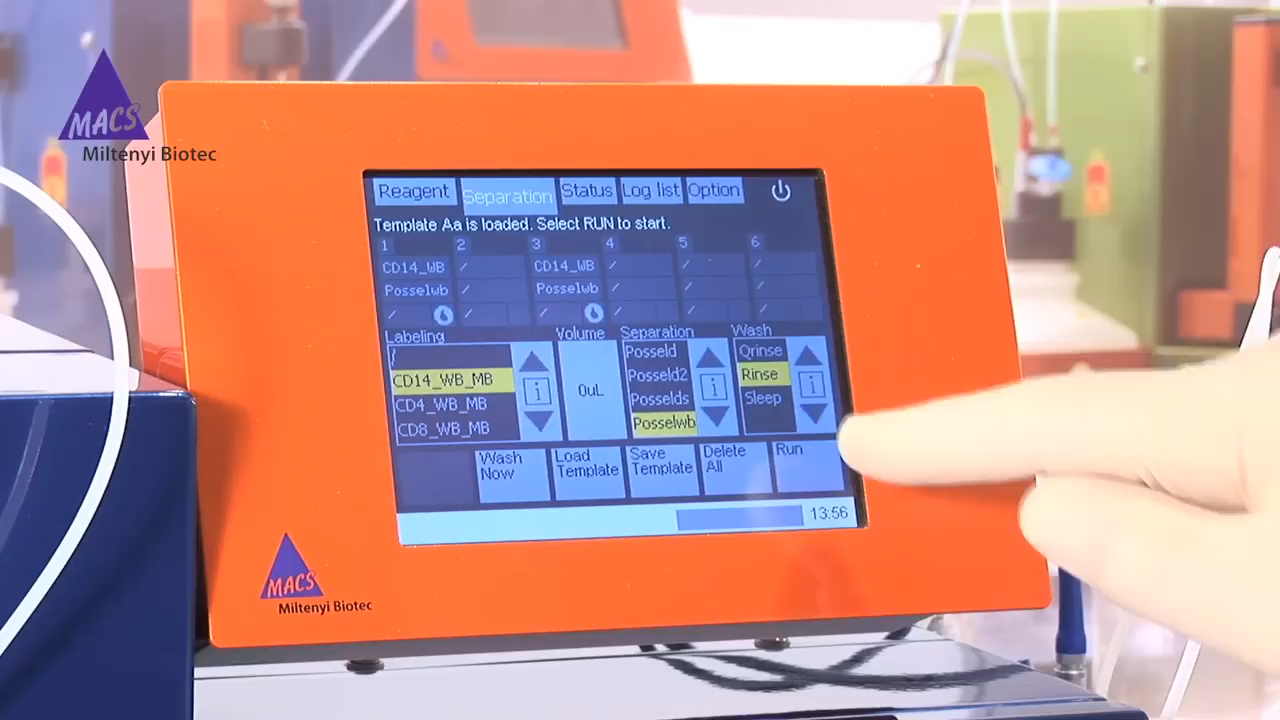 MACS
Miltenyi Biotec
Reagent Separation Status Log list Option
Template Aa is loaded. Select RUN to start.
1 2 3 4 5 6
CD14_WB / CD14_WB / / /
Posselwb / Posselwb / / /
/ / / / / /
Labeling Volume Separation Wash
/ Posseld Qrinse
CD14_WB_MB 0uL Posseld2 Rinse
CD4_WB_MB Posselds Sleep
CD8_WB_MB Posselwb
i i i
Wash Now Load Template Save Template Delete All Run
13:56
MACS
Miltenyi Biotec